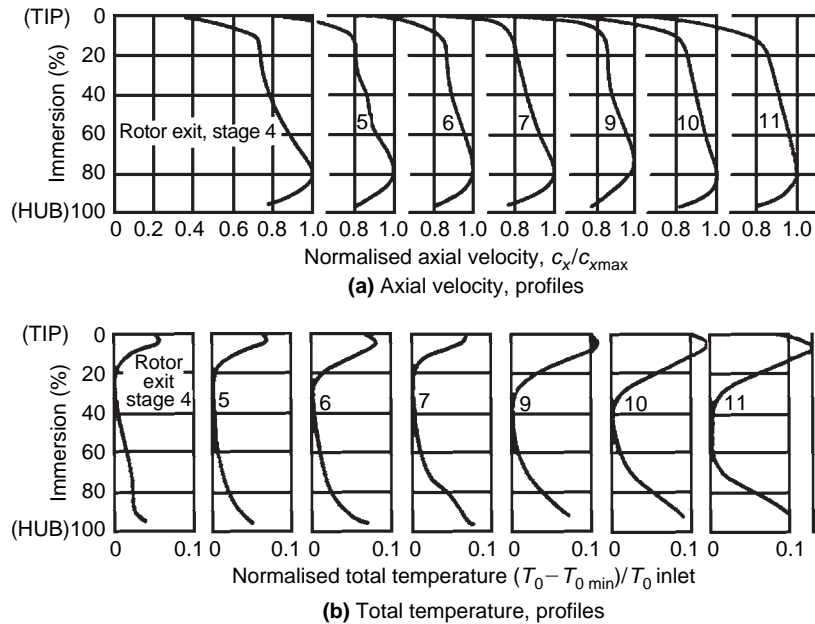 (TIP)
0
20
40
60
80
(HUB) 100
Immersion (%)
Rotor exit, stage 4
5
6
7
9
10
11
0 0.2 0.4 0.6 0.8 1.0 0.8 1.0 0.8 1.0 0.8 1.0 0.8 1.0 0.8 1.0 0.8 1.0
Normalised axial velocity, cx/cxmax
(a) Axial velocity, profiles
(TIP)
0
20
40
60
80
(HUB) 100
Immersion (%)
Rotor
exit
stage 4
5
6
7
9
10
11
0 0.1 0 0.1 0 0.1 0 0.1 0 0.1 0 0.1 0 0.1
Normalised total temperature (T0−T0 min)/T0 inlet
(b) Total temperature, profiles